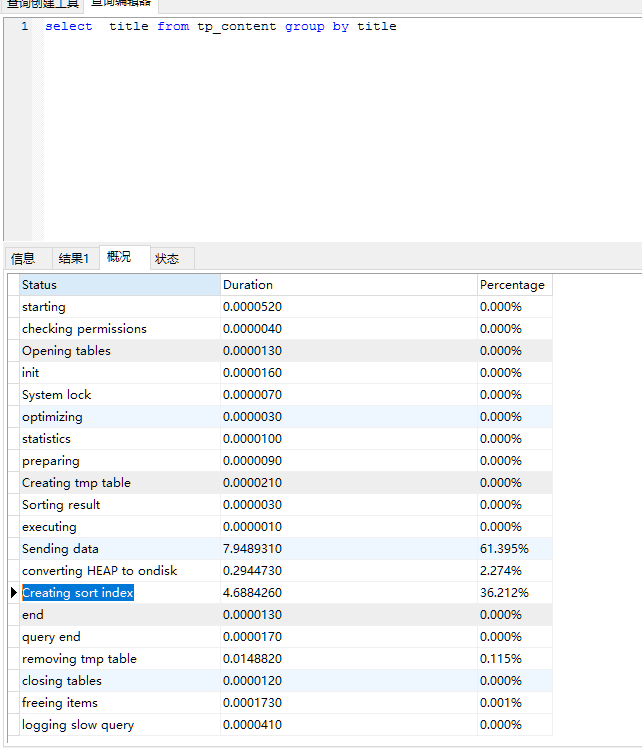 查询创建工具 查询编辑器
1 select title from tp_content group by title
信息 结果1 概况 状态
Status Duration Percentage
starting 0.0000520 0.000%
checking permissions 0.0000040 0.000%
Opening tables 0.0000130 0.000%
init 0.0000160 0.000%
System lock 0.0000070 0.000%
optimizing 0.0000030 0.000%
statistics 0.0000100 0.000%
preparing 0.0000090 0.000%
Creating tmp table 0.0000210 0.000%
Sorting result 0.0000030 0.000%
executing 0.0000010 0.000%
Sending data 7.9489310 61.395%
converting HEAP to ondisk 0.2944730 2.274%
Creating sort index 4.6884260 36.212%
end 0.0000130 0.000%
query end 0.0000170 0.000%
removing tmp table 0.0148820 0.115%
closing tables 0.0000120 0.000%
freeing items 0.0001730 0.001%
logging slow query 0.0000410 0.000%